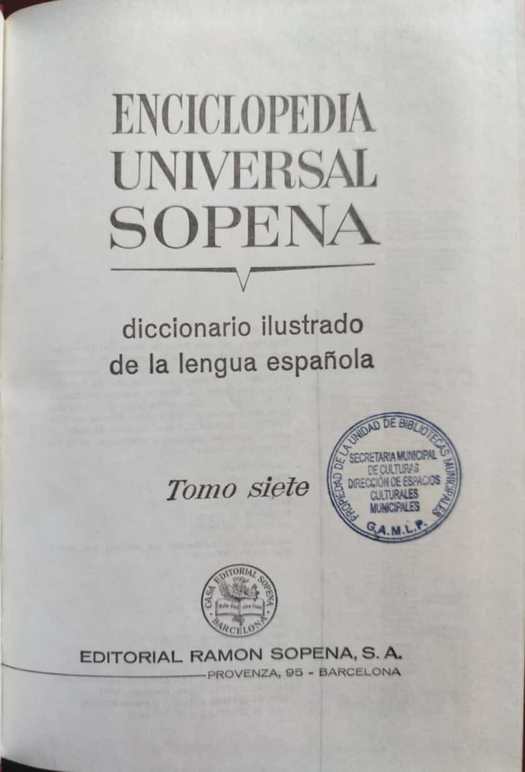 ENCICLOPEDIA
UNIVERSAL
SOPENA
diccionario ilustrado
de la lengua española
Tomo siete
PROPIEDAD DE LA UNIDAD DE BIBLIOTECAS MUNICIPALES
SECRETARIA MUNICIPAL
DE CULTURAS
DIRECCIÓN DE ESPACIOS
CULTURALES
MUNICIPALES
G.A.M.L.P.
CASA EDITORIAL SOPENA
BARCELONA
EDITORIAL RAMON SOPENA, S. A.
PROVENZA, 95 - BARCELONA